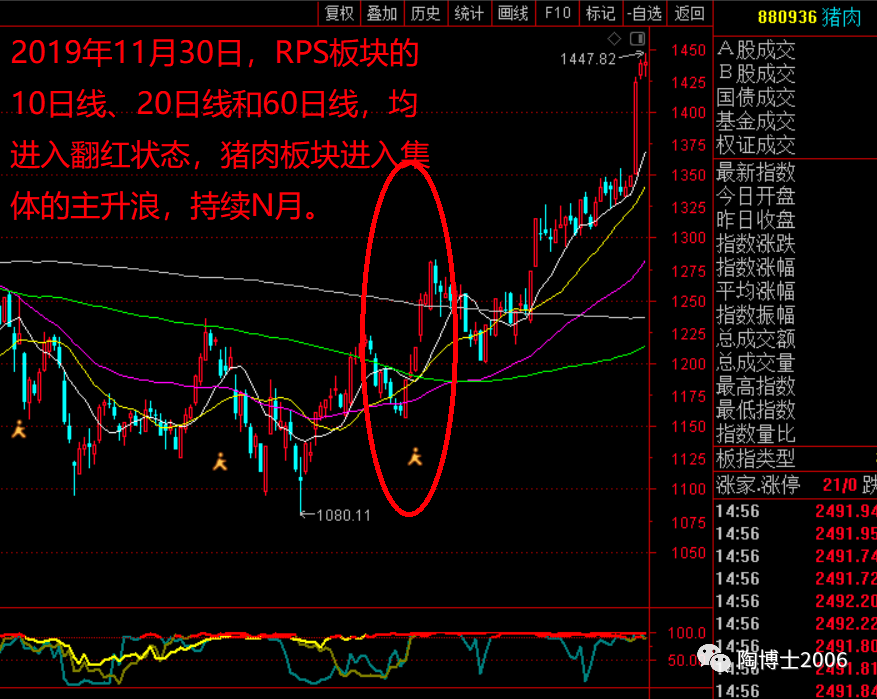 复权 叠加 历史 统计 画线 F10 标记 -自选 返回
880936 猪肉
2019年11月30日，RPS板块的
10日线、20日线和60日线，均
进入翻红状态，猪肉板块进入集
体的主升浪，持续N月。
1447.82
1080.11
1450
1425
1400
1375
1350
1325
1300
1275
1250
1225
1200
1175
1150
1125
1100
1075
1050
100.0
50.0
A股成交
B股成交
国债成交
基金成交
权证成交
最新指数
今日开盘
昨日收盘
指数涨跌
指数涨幅
平均涨幅
指数振幅
总成交额
总成交量
最高指数
最低指数
指数量比
板指类型
涨家.涨停 21/0 跌
14:56 2491.94
14:56 2491.95
14:56 2491.74
14:56 2491.72
14:56 2492.20
14:56 2492.22
14:56 2491.80
14:56 2491.81
14:56 2491.84
陶博士2006